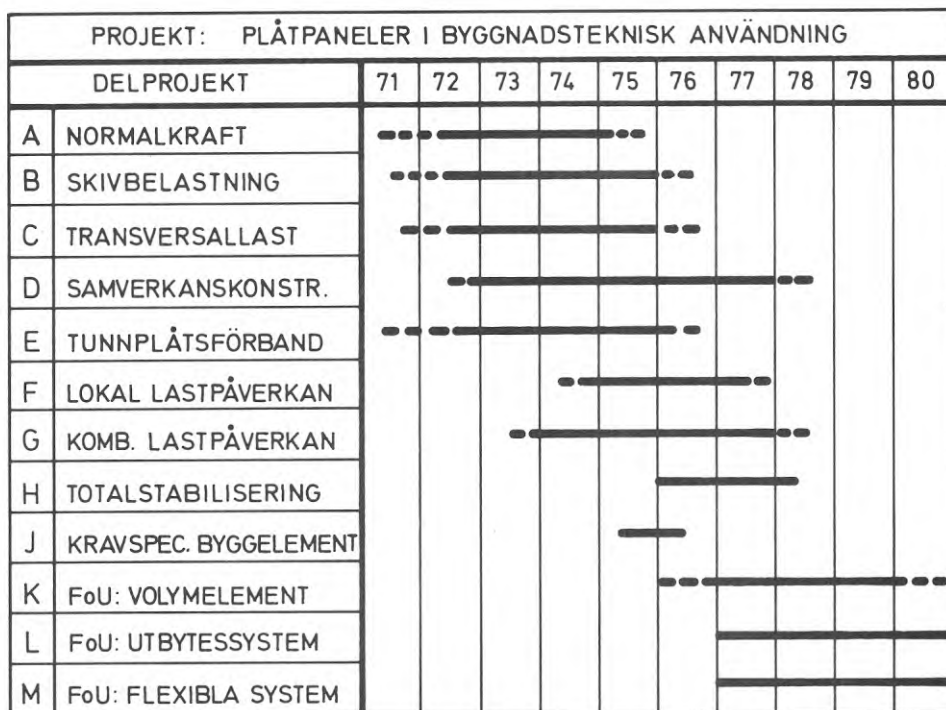 PROJEKT: PLÅTPANELER I BYGGNADSTEKNISK ANVÄNDNING
DELPROJEKT 71 72 73 74 75 76 77 78 79 80
A NORMALKRAFT
B SKIVBELASTNING
C TRANSVERSALLAST
D SAMVERKANSKONSTR.
E TUNNPLÅTSFÖRBAND
F LOKAL LASTPÅVERKAN
G KOMB. LASTPÅVERKAN
H TOTALSTABILISERING
J KRAVSPEC. BYGGELEMENT
K FoU: VOLYMELEMENT
L FoU: UTBYTESSYSTEM
M FoU: FLEXIBLA SYSTEM